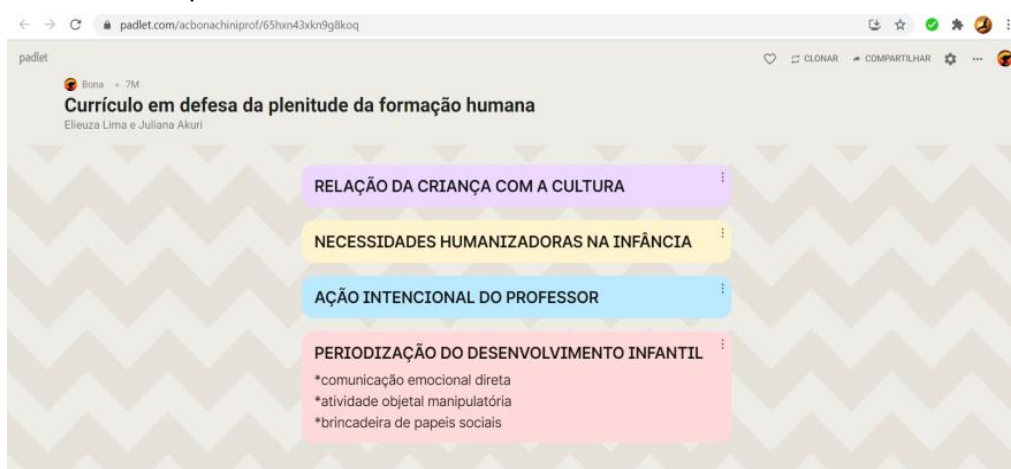 padlet.com/acbonachiniprof/65hxn43xkn9g8koq
padlet
CLONAR
COMPARTILHAR
Bona • 7M
Currículo em defesa da plenitude da formação humana
Elieuza Lima e Juliana Akuri
RELAÇÃO DA CRIANÇA COM A CULTURA
NECESSIDADES HUMANIZADORAS NA INFÂNCIA
AÇÃO INTENCIONAL DO PROFESSOR
PERIODIZAÇÃO DO DESENVOLVIMENTO INFANTIL
*comunicação emocional direta
*atividade objetal manipulatória
*brincadeira de papeis sociais